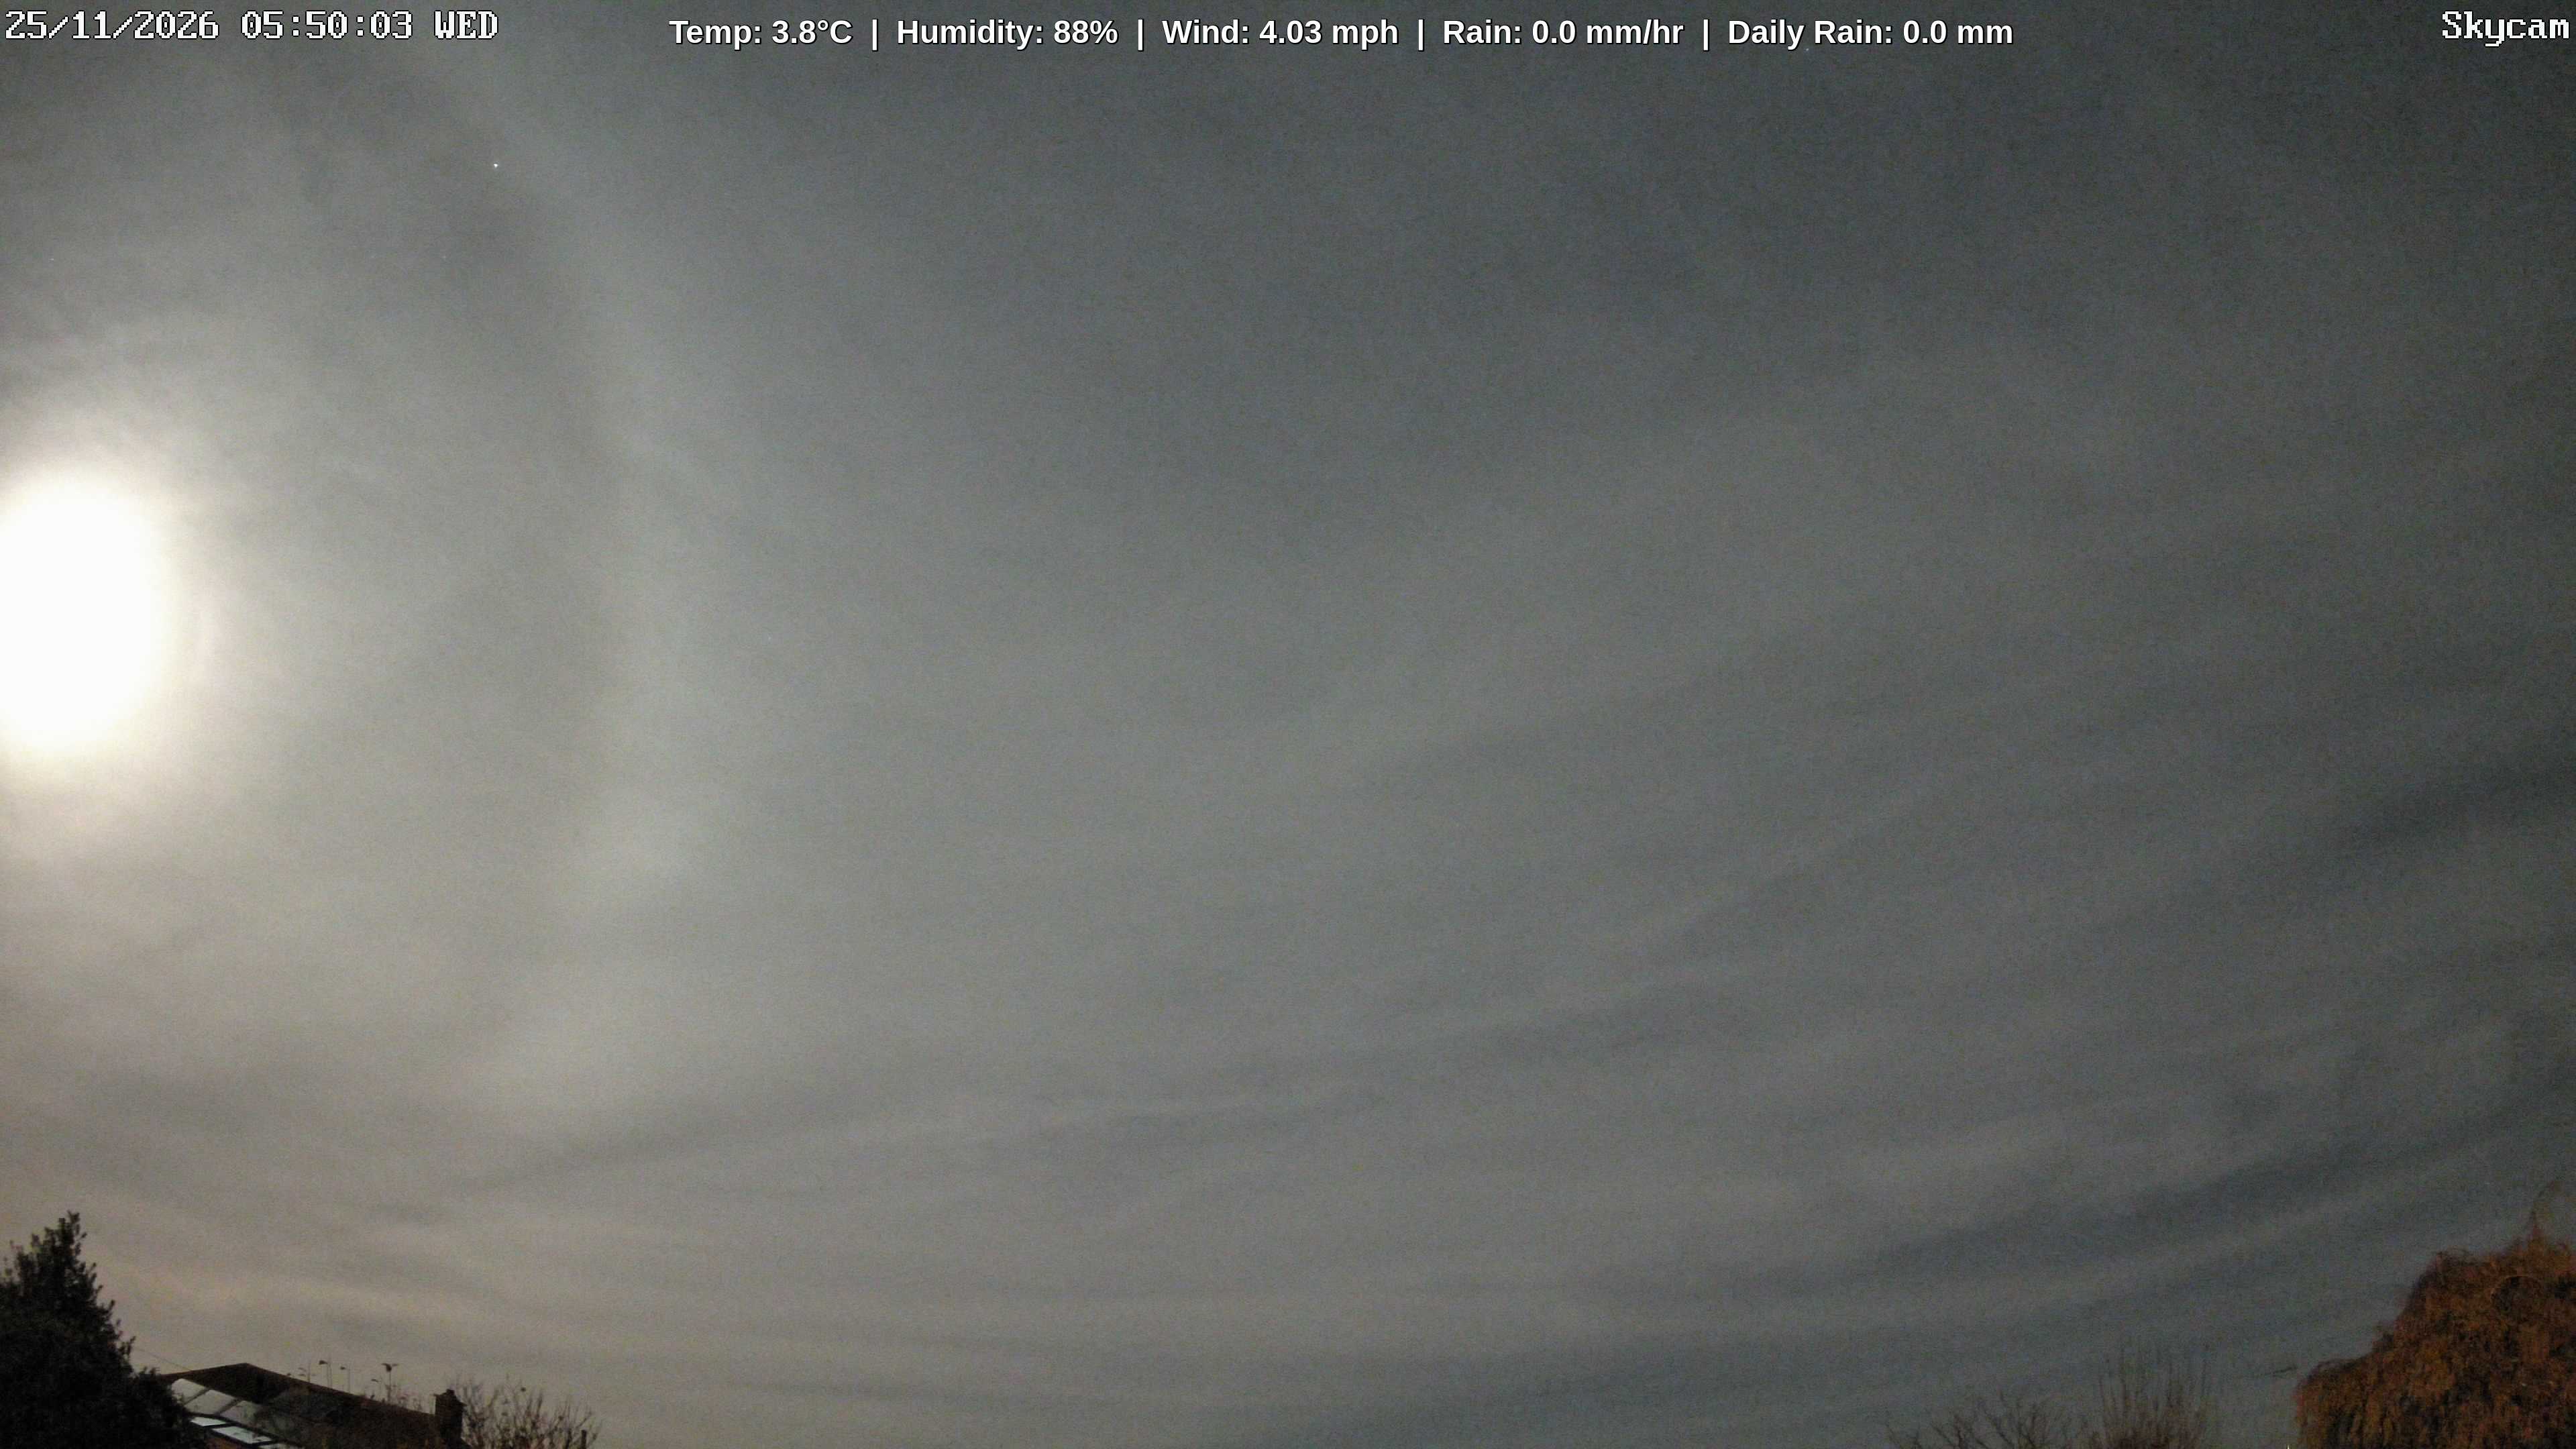 25/11/2026 05:50:03 WED
Temp: 3.8°C | Humidity: 88% | Wind: 4.03 mph | Rain: 0.0 mm/hr | Daily Rain: 0.0 mm
Skycam